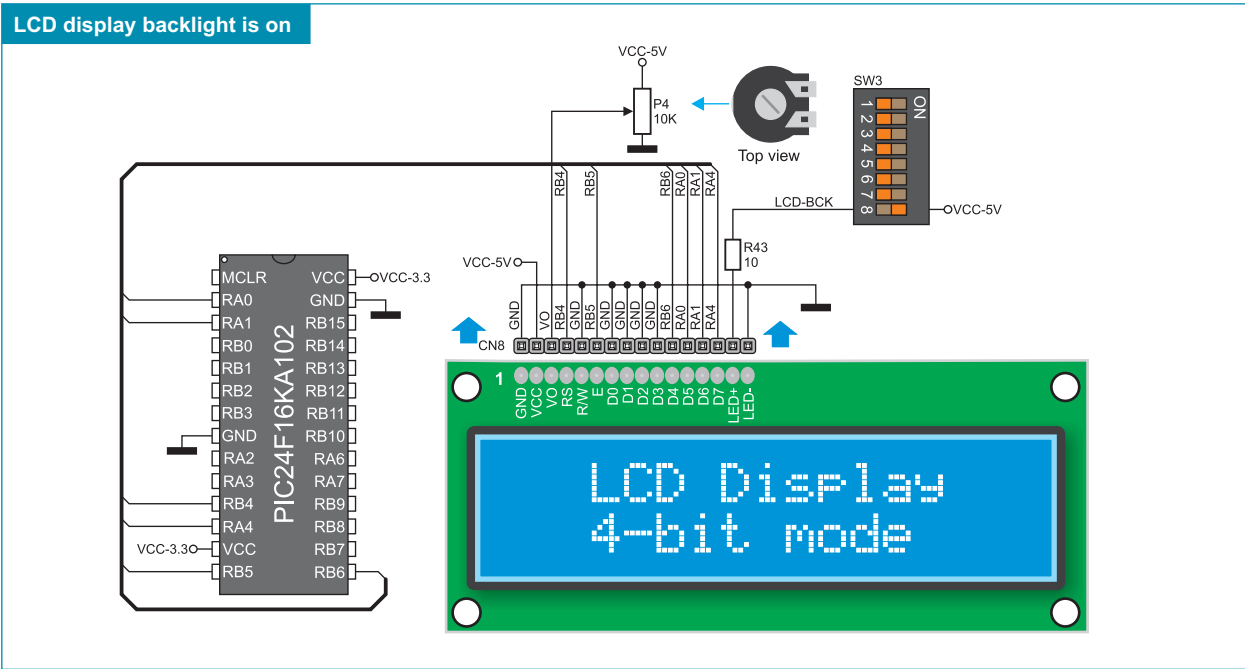 LCD display backlight is on
VCC-5V
P4
10K
Top view
SW3
ON
1
2
3
4
5
6
7
8
VCC-5V
LCD-BCK
R43
10
RB4
RB5
RB6
RA0
RA1
RA4
VCC-5V
GND
VO
RB4
GND
RB5
GND
GND
GND
GND
RB6
RA0
RA1
RA4
CN8
1
GND
VCC
VO
RS
R/W
E
D0
D1
D2
D3
D4
D5
D6
D7
LED+
LED-
LCD Display
4-bit mode
PIC24F16KA102
MCLR VCC VCC-3.3
RA0 GND
RA1 RB15
RB0 RB14
RB1 RB13
RB2 RB12
RB3 RB11
GND RB10
RA2 RA6
RA3 RA7
RB4 RB9
RA4 RB8
VCC-3.3 VCC RB7
RB5 RB6